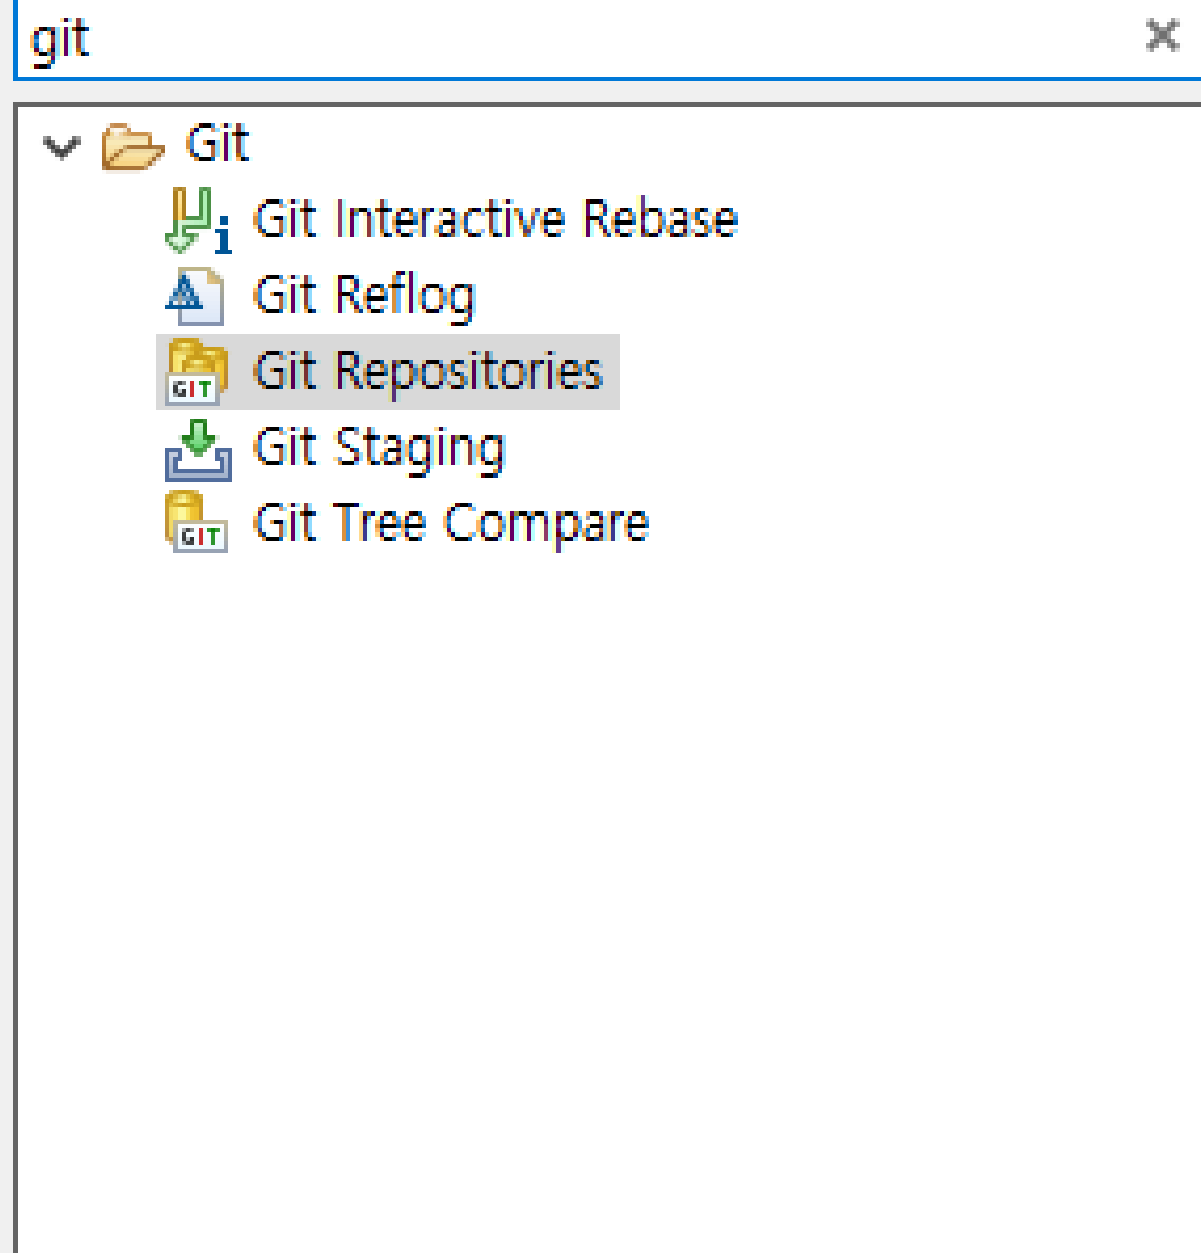 git
Git
Git Interactive Rebase
Git Reflog
GIT Git Repositories
Git Staging
GIT Git Tree Compare